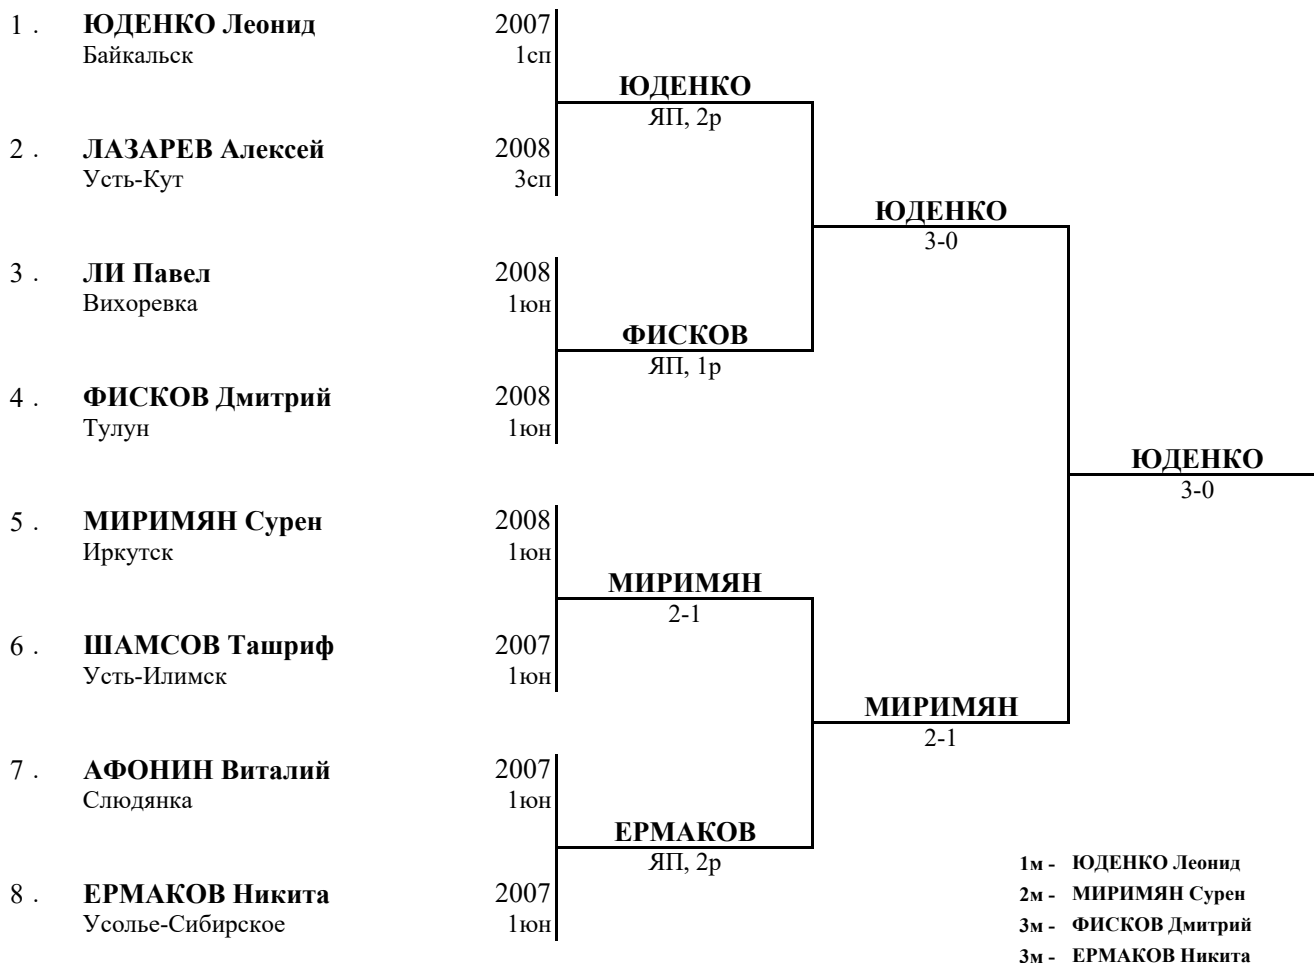 1 . ЮДЕНКО Леонид 2007
Байкальск 1сп
ЮДЕНКО
ЯП, 2р
2 . ЛАЗАРЕВ Алексей 2008
Усть-Кут 3сп
ЮДЕНКО
3-0
3 . ЛИ Павел 2008
Вихоревка 1юн
ФИСКОВ
ЯП, 1р
4 . ФИСКОВ Дмитрий 2008
Тулун 1юн
ЮДЕНКО
3-0
5 . МИРИМЯН Сурен 2008
Иркутск 1юн
МИРИМЯН
2-1
6 . ШАМСОВ Ташриф 2007
Усть-Илимск 1юн
МИРИМЯН
2-1
7 . АФОНИН Виталий 2007
Слюдянка 1юн
ЕРМАКОВ
ЯП, 2р
8 . ЕРМАКОВ Никита 2007
Усолье-Сибирское 1юн
1м - ЮДЕНКО Леонид
2м - МИРИМЯН Сурен
3м - ФИСКОВ Дмитрий
3м - ЕРМАКОВ Никита